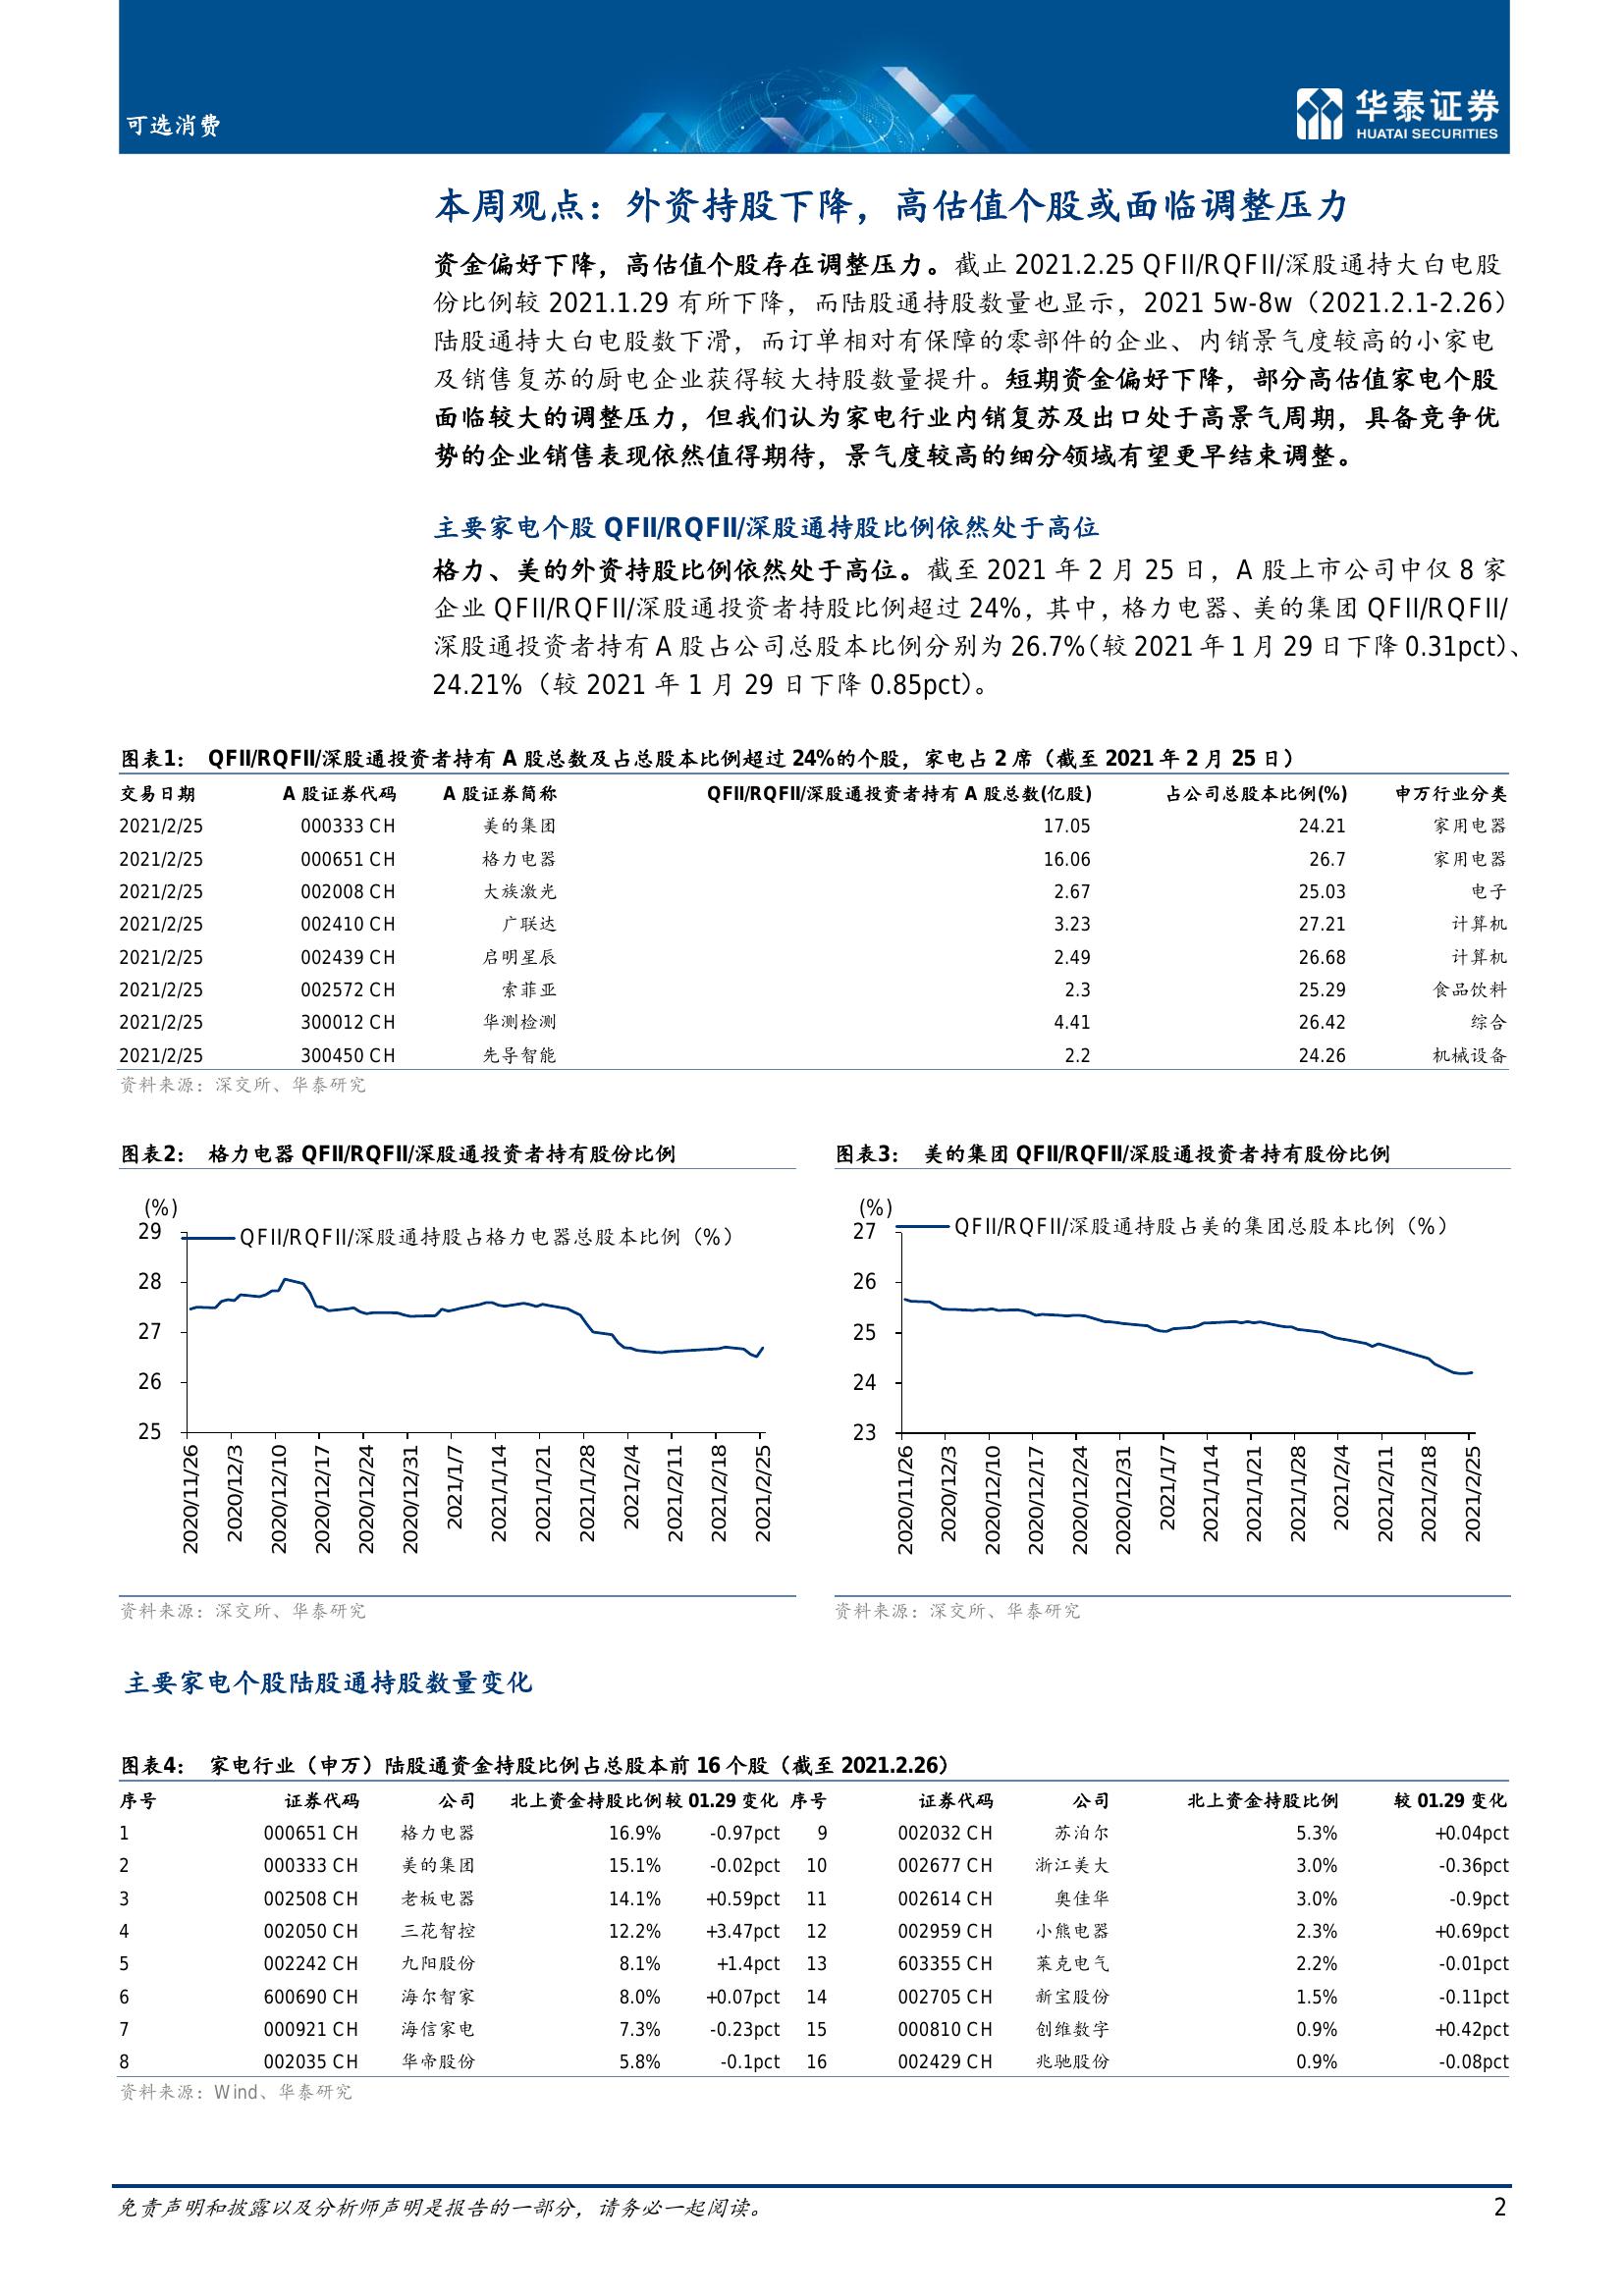 可选消费
华泰证券
HUATAI SECURITIES
本周观点：外资持股下降，高估值个股或面临调整压力
资金偏好下降，高估值个股存在调整压力。截止 2021.2.25 QFII/RQFII/深股通持大白电股
份比例较 2021.1.29 有所下降，而陆股通持股数量也显示，2021 5w-8w（2021.2.1-2.26）
陆股通持大白电股数下滑，而订单相对有保障的零部件的企业、内销景气度较高的小家电
及销售复苏的厨电企业获得较大持股数量提升。短期资金偏好下降，部分高估值家电个股
面临较大的调整压力，但我们认为家电行业内销复苏及出口处于高景气周期，具备竞争优
势的企业销售表现依然值得期待，景气度较高的细分领域有望更早结束调整。
主要家电个股 QFII/RQFII/深股通持股比例依然处于高位
格力、美的外资持股比例依然处于高位。截至 2021 年 2 月 25 日，A 股上市公司中仅 8 家
企业 QFII/RQFII/深股通投资者持股比例超过 24%，其中，格力电器、美的集团 QFII/RQFII/
深股通投资者持有 A 股占公司总股本比例分别为 26.7%（较 2021 年 1 月 29 日下降 0.31pct）、
24.21%（较 2021 年 1 月 29 日下降 0.85pct）。
图表1： QFII/RQFII/深股通投资者持有 A 股总数及占总股本比例超过 24%的个股，家电占 2 席（截至 2021 年 2 月 25 日）
交易日期 A 股证券代码 A 股证券简称 QFII/RQFII/深股通投资者持有 A 股总数(亿股) 占公司总股本比例(%) 申万行业分类
2021/2/25 000333 CH 美的集团 17.05 24.21 家用电器
2021/2/25 000651 CH 格力电器 16.06 26.7 家用电器
2021/2/25 002008 CH 大族激光 2.67 25.03 电子
2021/2/25 002410 CH 广联达 3.23 27.21 计算机
2021/2/25 002439 CH 启明星辰 2.49 26.68 计算机
2021/2/25 002572 CH 索菲亚 2.3 25.29 食品饮料
2021/2/25 300012 CH 华测检测 4.41 26.42 综合
2021/2/25 300450 CH 先导智能 2.2 24.26 机械设备
资料来源：深交所、华泰研究
图表2： 格力电器 QFII/RQFII/深股通投资者持有股份比例
(%)
QFII/RQFII/深股通持股占格力电器总股本比例（%）
29
28
27
26
25
2020/11/26
2020/12/3
2020/12/10
2020/12/17
2020/12/24
2020/12/31
2021/1/7
2021/1/14
2021/1/21
2021/1/28
2021/2/4
2021/2/11
2021/2/18
2021/2/25
资料来源：深交所、华泰研究
图表3： 美的集团 QFII/RQFII/深股通投资者持有股份比例
(%)
QFII/RQFII/深股通持股占美的集团总股本比例（%）
27
26
25
24
23
2020/11/26
2020/12/3
2020/12/10
2020/12/17
2020/12/24
2020/12/31
2021/1/7
2021/1/14
2021/1/21
2021/1/28
2021/2/4
2021/2/11
2021/2/18
2021/2/25
资料来源：深交所、华泰研究
主要家电个股陆股通持股数量变化
图表4： 家电行业（申万）陆股通资金持股比例占总股本前 16 个股（截至 2021.2.26）
序号 证券代码 公司 北上资金持股比例 较 01.29 变化 序号 证券代码 公司 北上资金持股比例 较 01.29 变化
1 000651 CH 格力电器 16.9% -0.97pct 9 002032 CH 苏泊尔 5.3% +0.04pct
2 000333 CH 美的集团 15.1% -0.02pct 10 002677 CH 浙江美大 3.0% -0.36pct
3 002508 CH 老板电器 14.1% +0.59pct 11 002614 CH 奥佳华 3.0% -0.9pct
4 002050 CH 三花智控 12.2% +3.47pct 12 002959 CH 小熊电器 2.3% +0.69pct
5 002242 CH 九阳股份 8.1% +1.4pct 13 603355 CH 莱克电气 2.2% -0.01pct
6 600690 CH 海尔智家 8.0% +0.07pct 14 002705 CH 新宝股份 1.5% -0.11pct
7 000921 CH 海信家电 7.3% -0.23pct 15 000810 CH 创维数字 0.9% +0.42pct
8 002035 CH 华帝股份 5.8% -0.1pct 16 002429 CH 兆驰股份 0.9% -0.08pct
资料来源：Wind、华泰研究
免责声明和披露以及分析师声明是报告的一部分，请务必一起阅读。 2